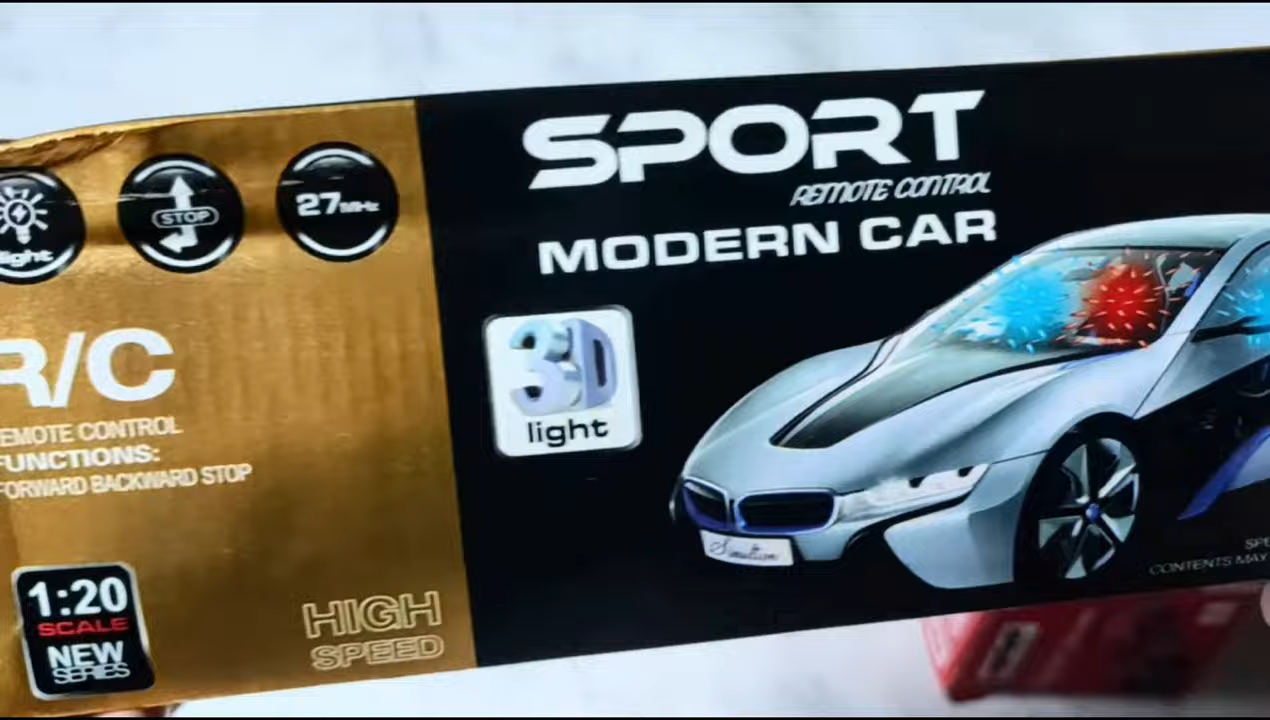 light
STOP
27MHz
R/C
REMOTE CONTROL
FUNCTIONS:
FORWARD BACKWARD STOP
1:20
SCALE
NEW
SERIES
HIGH
SPEED
SPORT
REMOTE CONTROL
MODERN CAR
3D
light
CONTENTS MAY